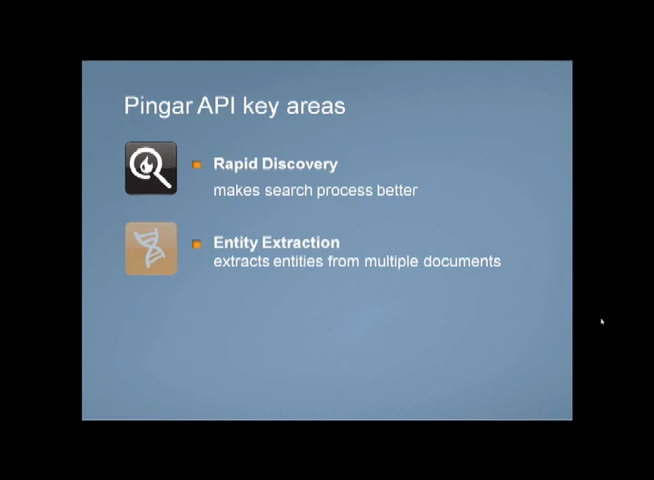 Pingar API key areas
Rapid Discovery
makes search process better
Entity Extraction
extracts entities from multiple documents